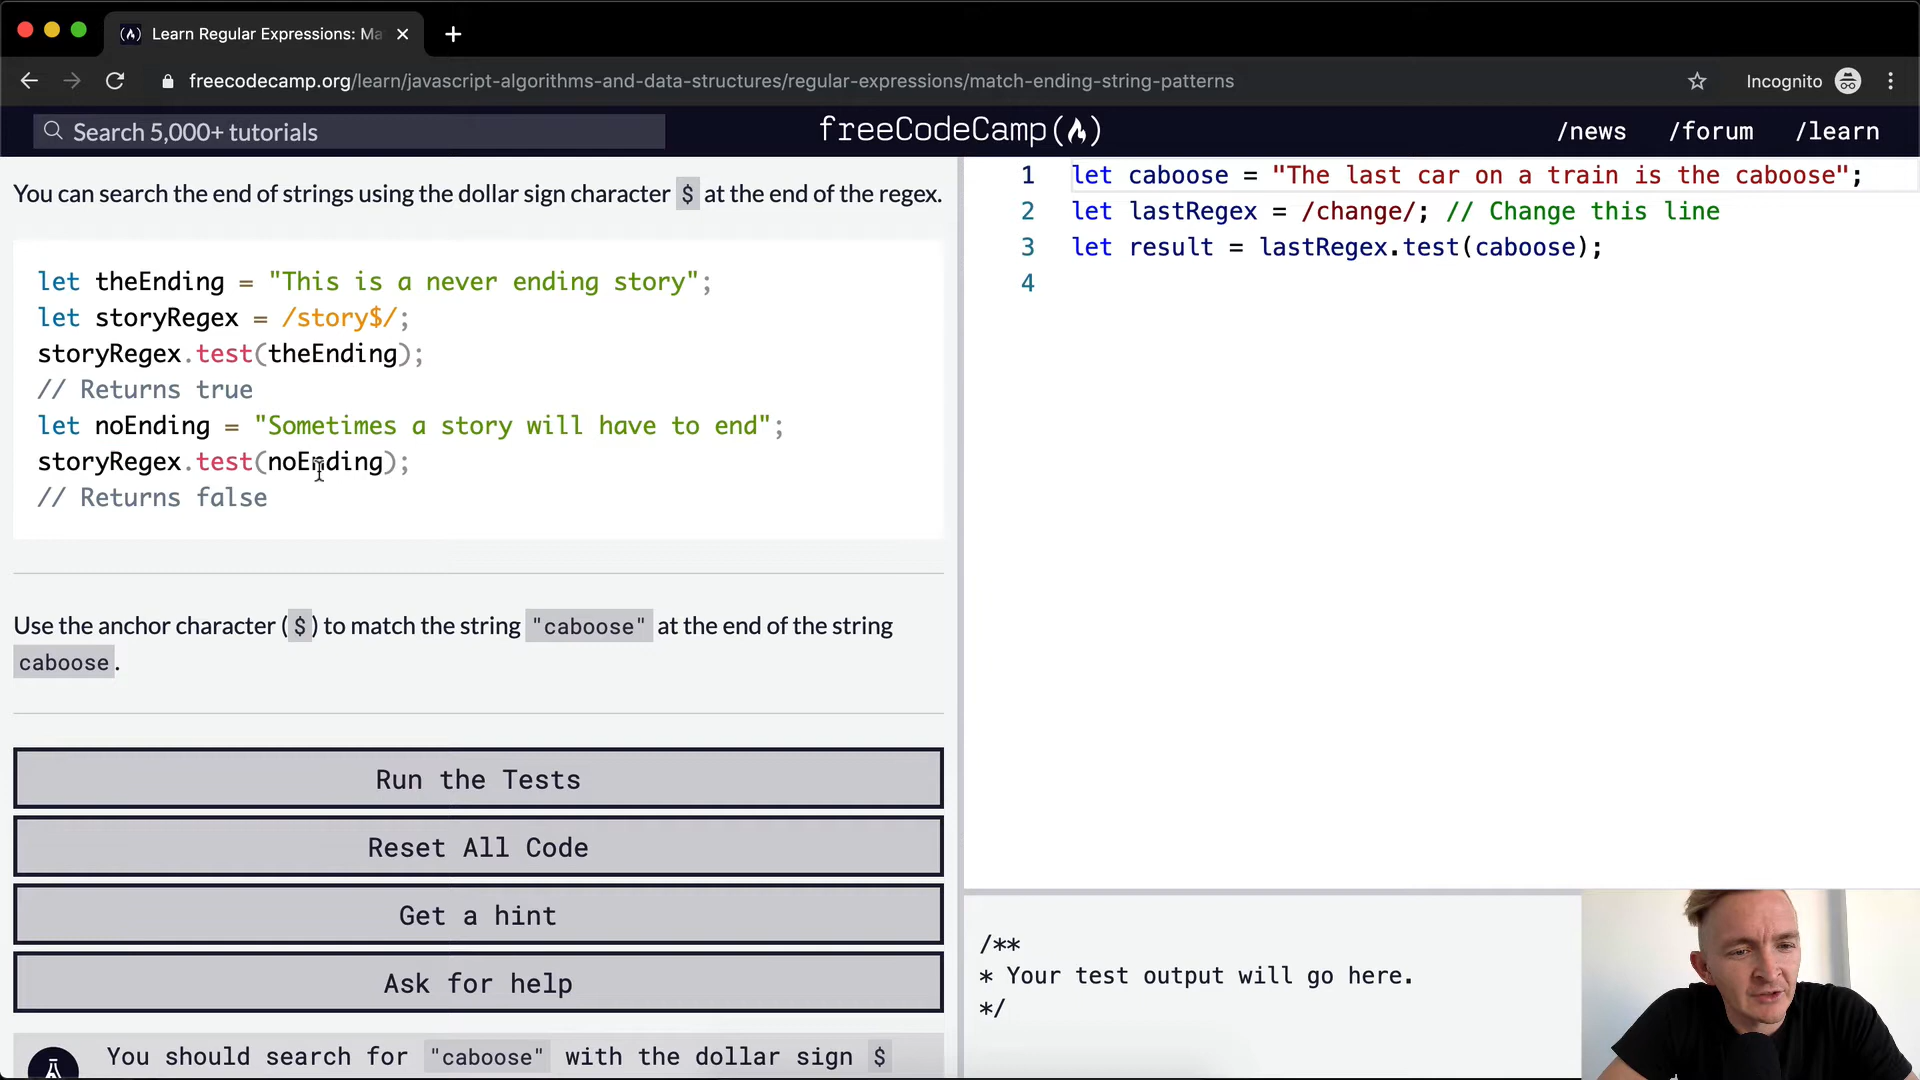 Learn Regular Expressions: Ma
freecodecamp.org/learn/javascript-algorithms-and-data-structures/regular-expressions/match-ending-string-patterns
Incognito
Search 5,000+ tutorials
freeCodeCamp
/news /forum /learn
You can search the end of strings using the dollar sign character $ at the end of the regex.
let theEnding = "This is a never ending story";
let storyRegex = /story$/;
storyRegex.test(theEnding);
// Returns true
let noEnding = "Sometimes a story will have to end";
storyRegex.test(noEnding);
// Returns false
Use the anchor character ($) to match the string "caboose" at the end of the string
caboose.
Run the Tests
Reset All Code
Get a hint
Ask for help
You should search for "caboose" with the dollar sign $
1 let caboose = "The last car on a train is the caboose";
2 let lastRegex = /change/; // Change this line
3 let result = lastRegex.test(caboose);
4
/**
* Your test output will go here.
*/